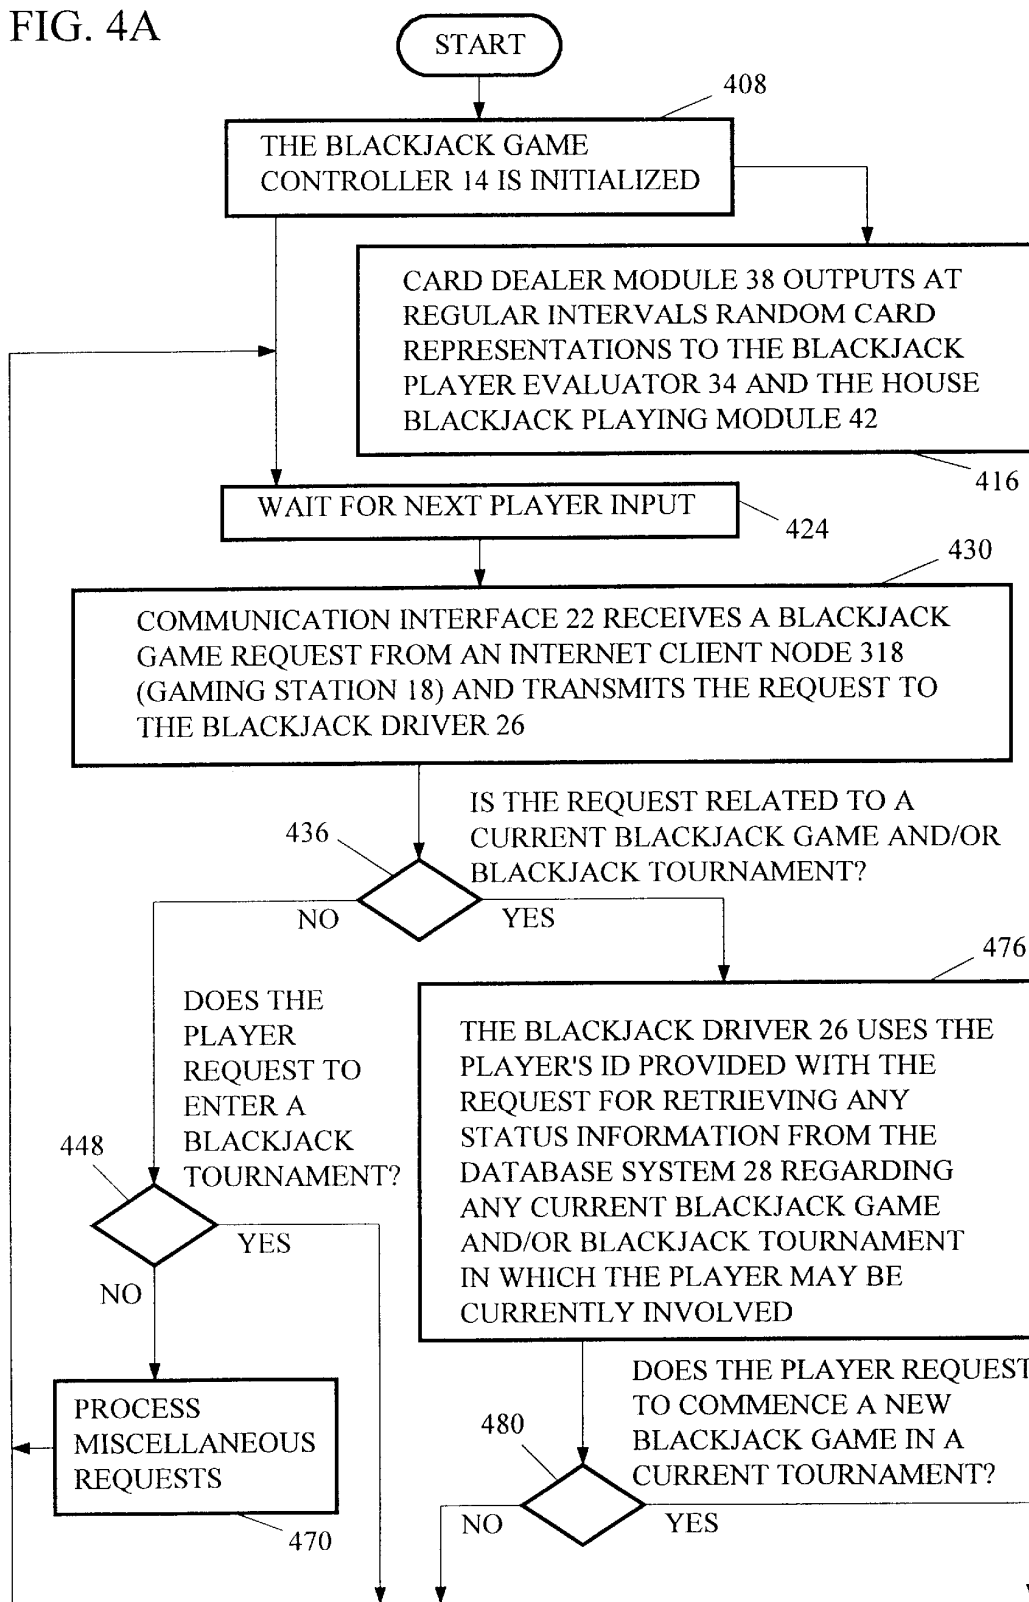 FIG. 4A
START
408
THE BLACKJACK GAME
CONTROLLER 14 IS INITIALIZED
CARD DEALER MODULE 38 OUTPUTS AT
REGULAR INTERVALS RANDOM CARD
REPRESENTATIONS TO THE BLACKJACK
PLAYER EVALUATOR 34 AND THE HOUSE
BLACKJACK PLAYING MODULE 42
416
WAIT FOR NEXT PLAYER INPUT
424
430
COMMUNICATION INTERFACE 22 RECEIVES A BLACKJACK
GAME REQUEST FROM AN INTERNET CLIENT NODE 318
(GAMING STATION 18) AND TRANSMITS THE REQUEST TO
THE BLACKJACK DRIVER 26
IS THE REQUEST RELATED TO A
CURRENT BLACKJACK GAME AND/OR
BLACKJACK TOURNAMENT?
436
NO
YES
476
DOES THE
PLAYER
REQUEST TO
ENTER A
BLACKJACK
TOURNAMENT?
448
YES
NO
THE BLACKJACK DRIVER 26 USES THE
PLAYER'S ID PROVIDED WITH THE
REQUEST FOR RETRIEVING ANY
STATUS INFORMATION FROM THE
DATABASE SYSTEM 28 REGARDING
ANY CURRENT BLACKJACK GAME
AND/OR BLACKJACK TOURNAMENT
IN WHICH THE PLAYER MAY BE
CURRENTLY INVOLVED
PROCESS
MISCELLANEOUS
REQUESTS
470
DOES THE PLAYER REQUEST
TO COMMENCE A NEW
BLACKJACK GAME IN A
CURRENT TOURNAMENT?
480
NO
YES